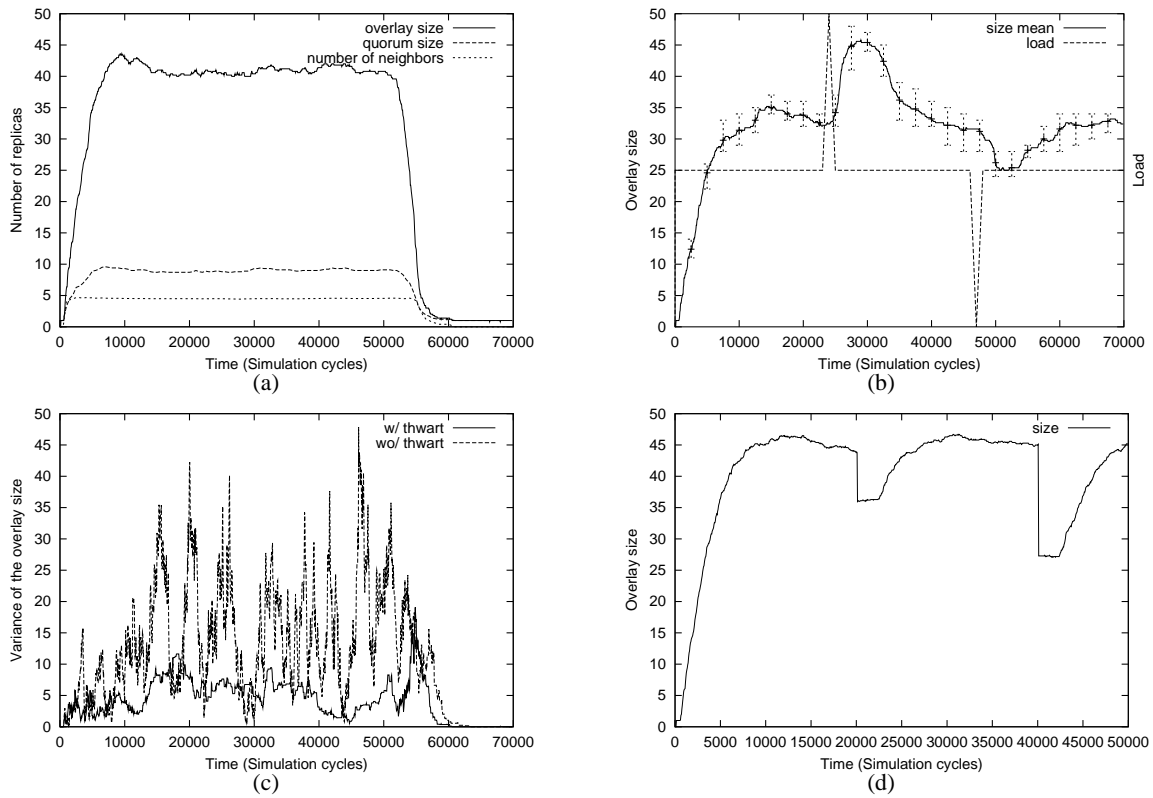 50
45
40
35
30
25
20
15
10
5
0
Number of replicas
overlay size
quorum size
number of neighbors
0 10000 20000 30000 40000 50000 60000 70000
Time (Simulation cycles)
(a)
50
45
40
35
30
25
20
15
10
5
0
Overlay size
size mean
load
Load
0 10000 20000 30000 40000 50000 60000 70000
Time (Simulation cycles)
(b)
50
45
40
35
30
25
20
15
10
5
0
Variance of the overlay size
w/ thwart
wo/ thwart
0 10000 20000 30000 40000 50000 60000 70000
Time (Simulation cycles)
(c)
50
45
40
35
30
25
20
15
10
5
0
Overlay size
size
5000 10000 15000 20000 25000 30000 35000 40000 45000 50000
0
Time (Simulation cycles)
(d)